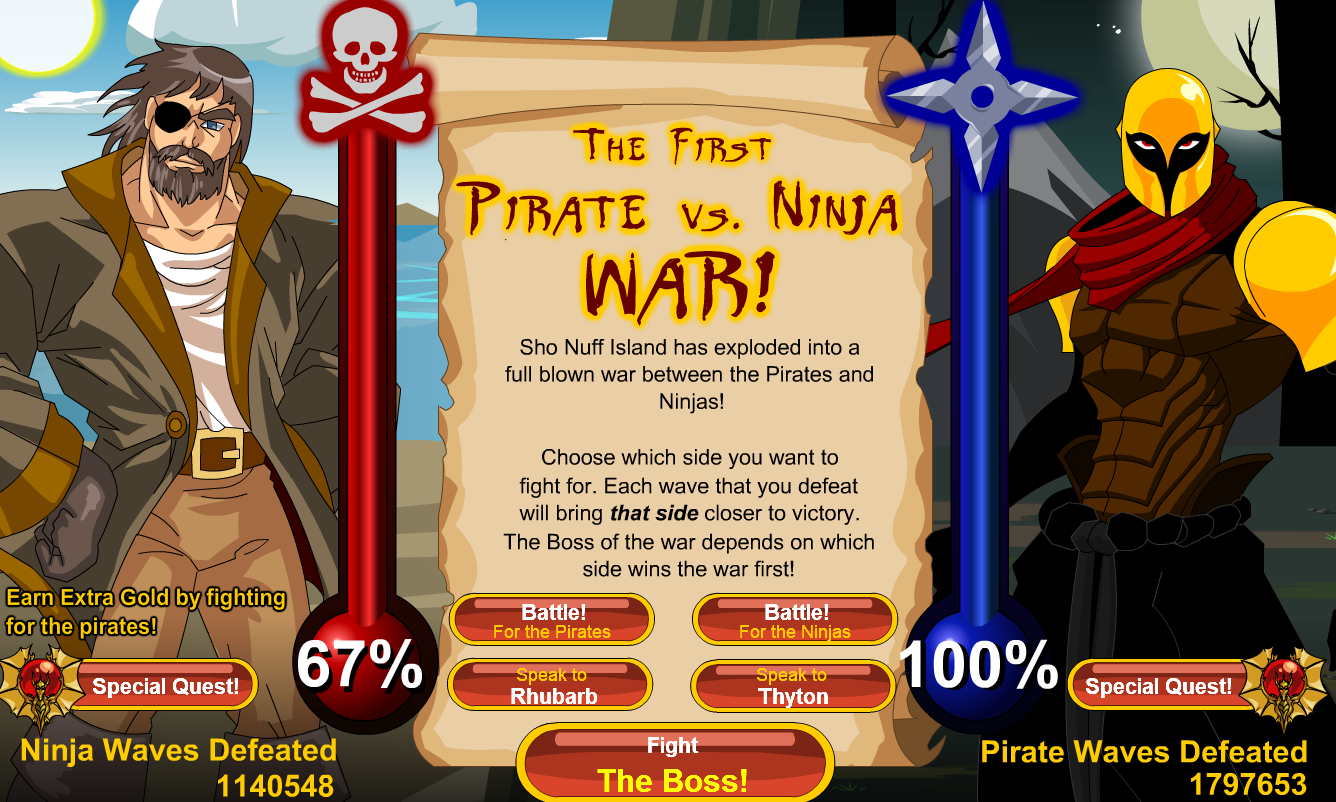 The First
Pirate vs. Ninja
WAR!
Sho Nuff Island has exploded into a
full blown war between the Pirates and
Ninjas!
Choose which side you want to
fight for. Each wave that you defeat
will bring that side closer to victory.
The Boss of the war depends on which
side wins the war first!
Earn Extra Gold by fighting
for the pirates!
Battle!
For the Pirates
Battle!
For the Ninjas
67%
100%
Special Quest!
Speak to
Rhubarb
Speak to
Thyton
Special Quest!
Fight
The Boss!
Ninja Waves Defeated
1140548
Pirate Waves Defeated
1797653